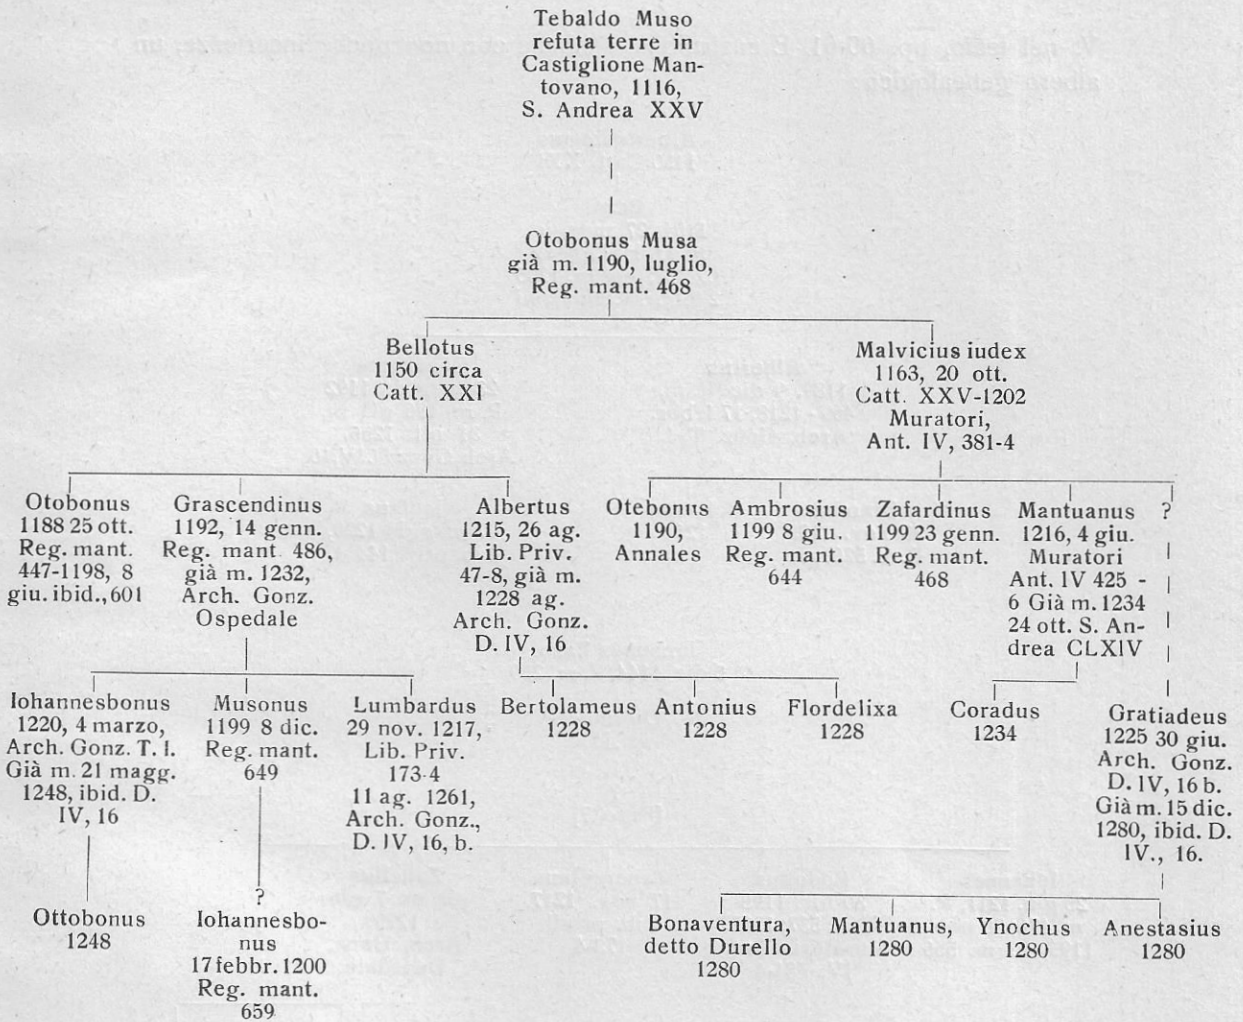 Tebaldo Muso
refuta terre in
Castiglione Man-
tovano, 1116,
S. Andrea XXV
Otobonus Musa
già m. 1190, luglio,
Reg. mant. 468
Bellotus
1150 circa
Catt. XXI
Malvicius iudex
1163, 20 ott.
Catt. XXV-1202
Muratori,
Ant. IV, 381-4
Otobonus
1188 25 ott.
Reg. mant.
447-1198, 8
giu. ibid., 601
Grascendinus
1192, 14 genn.
Reg. mant 486,
già m. 1232,
Arch. Gonz.
Ospedale
Albertus
1215, 26 ag.
Lib. Priv.
47-8, già m.
1228 ag.
Arch. Gonz.
D. IV, 16
Otebonus
1190,
Annales
Ambrosius
1199 8 giu.
Reg. mant.
644
Zafardinus
1199 23 genn.
Reg. mant.
468
Mantuanus
1216, 4 giu.
Muratori
Ant. IV 425 -
6 Già m. 1234
24 ott. S. An-
drea CLXIV
?
Iohannesbonus
1220, 4 marzo,
Arch. Gonz. T. I.
Già m. 21 magg.
1248, ibid. D.
IV, 16
Musonus
1199 8 dic.
Reg. mant.
649
Lumbardus
29 nov. 1217,
Lib. Priv.
173-4
11 ag. 1261,
Arch. Gonz.,
D. IV, 16, b.
Bertolameus
1228
Antonius
1228
Flordelixa
1228
Coradus
1234
Gratiadeus
1225 30 giu.
Arch. Gonz.
D. IV, 16 b.
Già m. 15 dic.
1280, ibid. D.
IV., 16.
Ottobonus
1248
?
Iohannesbo-
nus
17 febbr. 1200
Reg. mant.
659
Bonaventura,
detto Durello
1280
Mantuanus,
1280
Ynochus
1280
Anestasius
1280